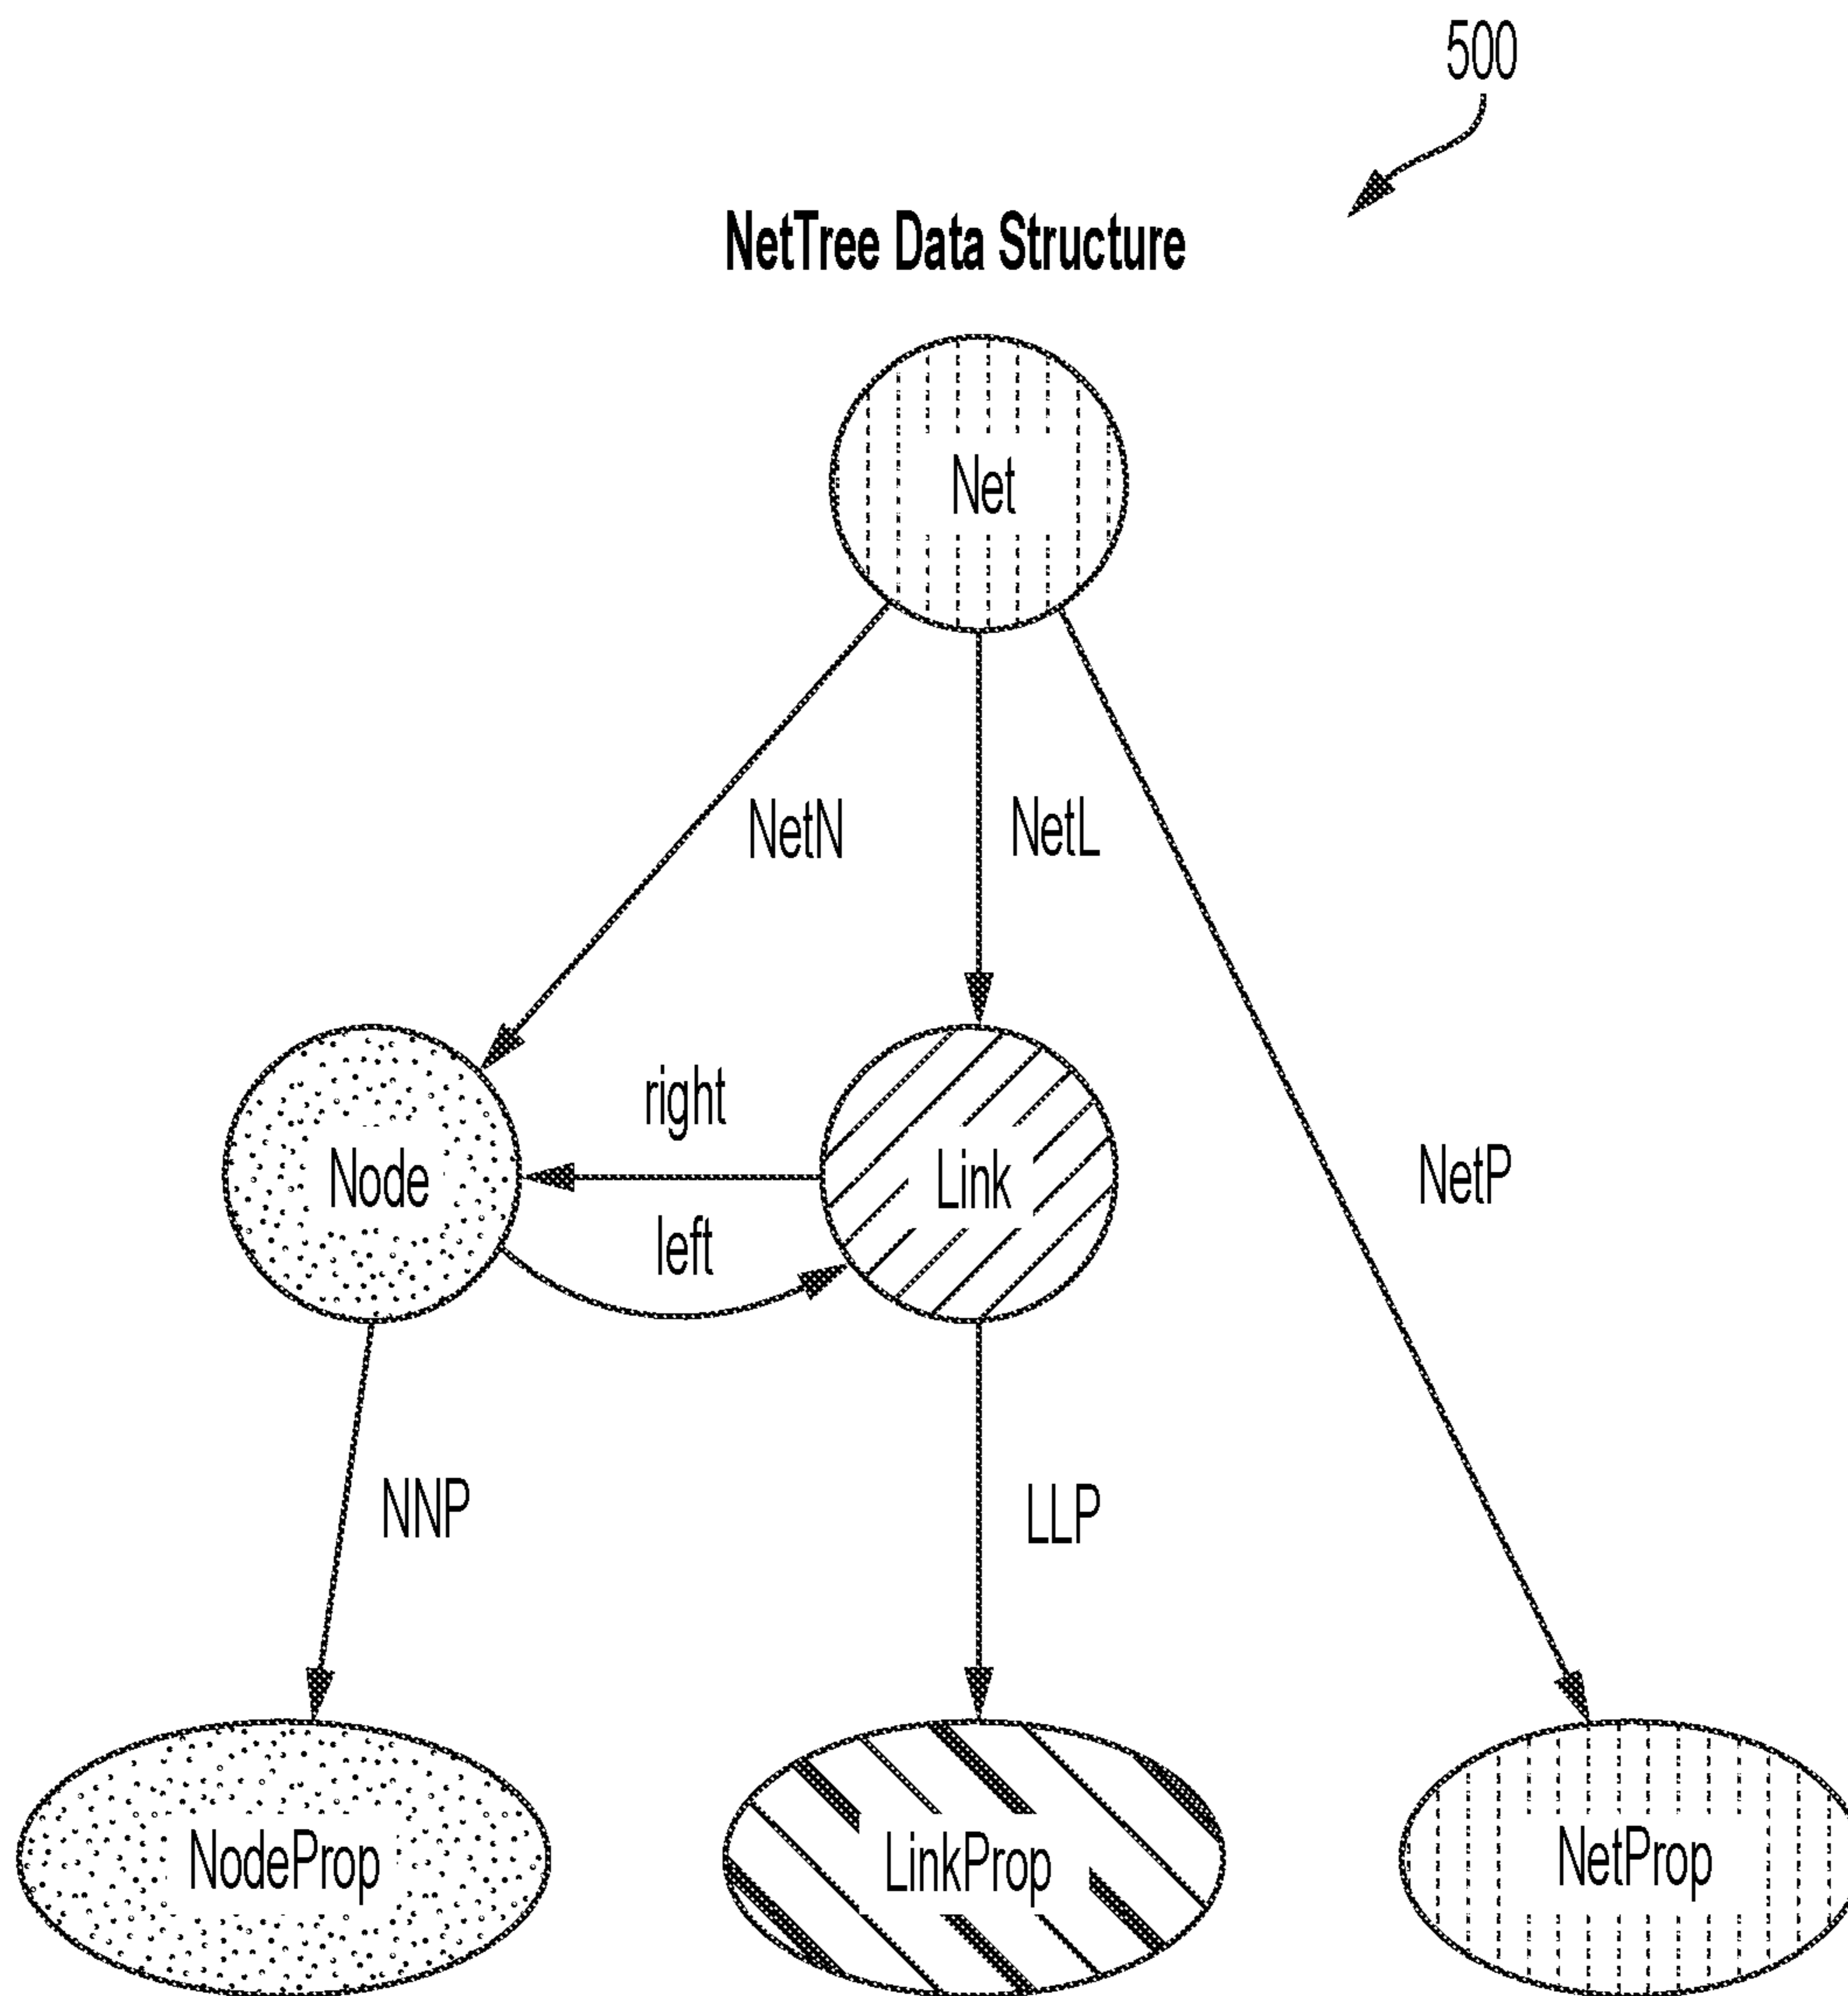 500
NetTree Data Structure
Net
NetN
NetL
NetP
right
Node
Link
left
NNP
LLP
NodeProp
LinkProp
NetProp